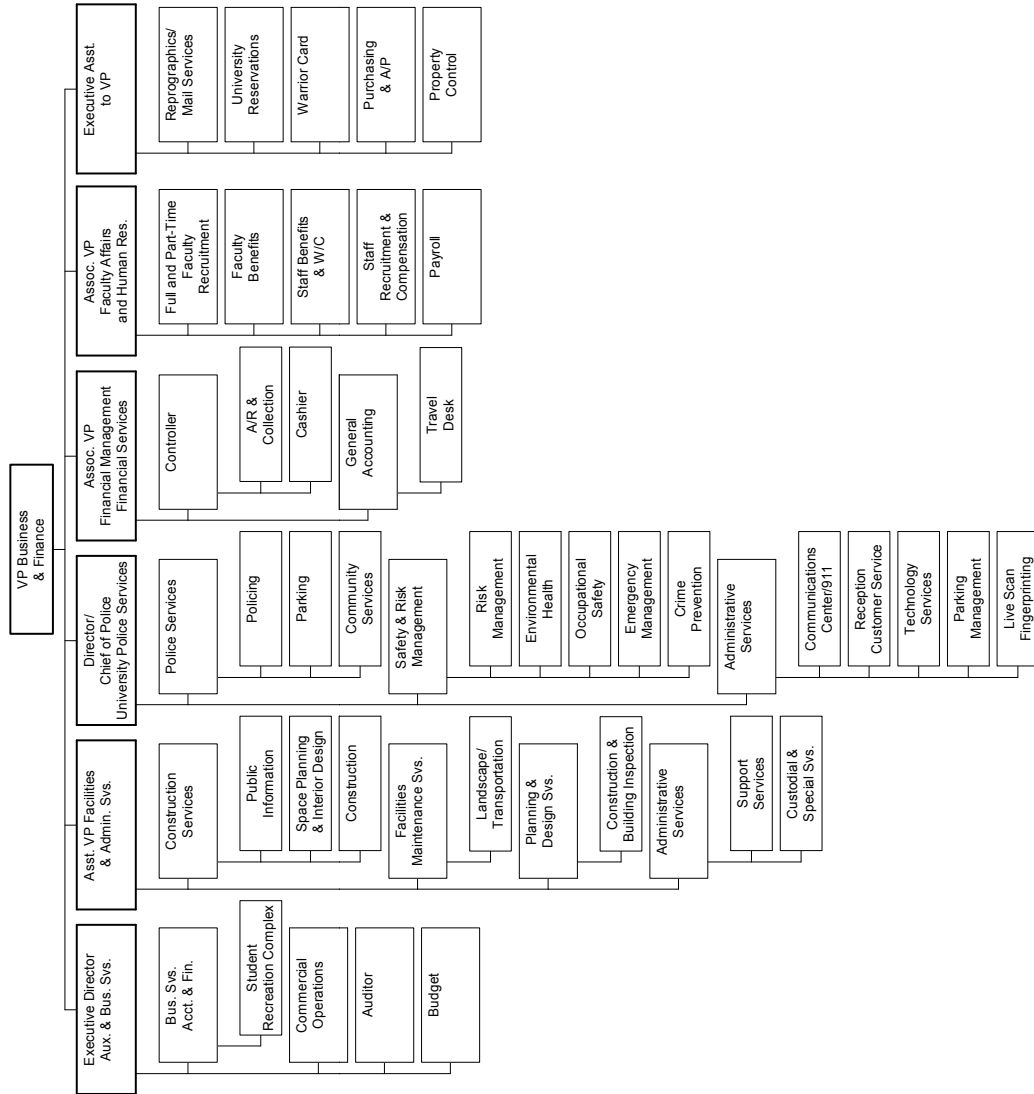 VP Business
& Finance
Executive Director
Aux. & Bus. Svs.
Bus. Svs.
Acct. & Fin.
Student
Recreation Complex
Commercial
Operations
Auditor
Budget
Asst. VP Facilities
& Admin. Svs.
Construction
Services
Public
Information
Space Planning
& Interior Design
Construction
Facilities
Maintenance Svs.
Landscape/
Transportation
Planning &
Design Svs.
Construction &
Building Inspection
Administrative
Services
Support
Services
Custodial &
Special Svs.
Director/
Chief of Police
University Police Services
Police Services
Policing
Parking
Community
Services
Safety & Risk
Management
Risk
Management
Environmental
Health
Occupational
Safety
Emergency
Management
Crime
Prevention
Administrative
Services
Communications
Center/911
Reception
Customer Service
Technology
Services
Parking
Management
Live Scan
Fingerprinting
Assoc. VP
Financial Management
Financial Services
Controller
A/R &
Collection
Cashier
General
Accounting
Travel
Desk
Assoc. VP
Faculty Affairs
and Human Res.
Full and Part-Time
Faculty
Recruitment
Faculty
Benefits
Staff Benefits
& W/C
Staff
Recruitment &
Compensation
Payroll
Executive Asst.
to VP
Reprographics/
Mail Services
University
Reservations
Warrior Card
Purchasing
& A/P
Property
Control